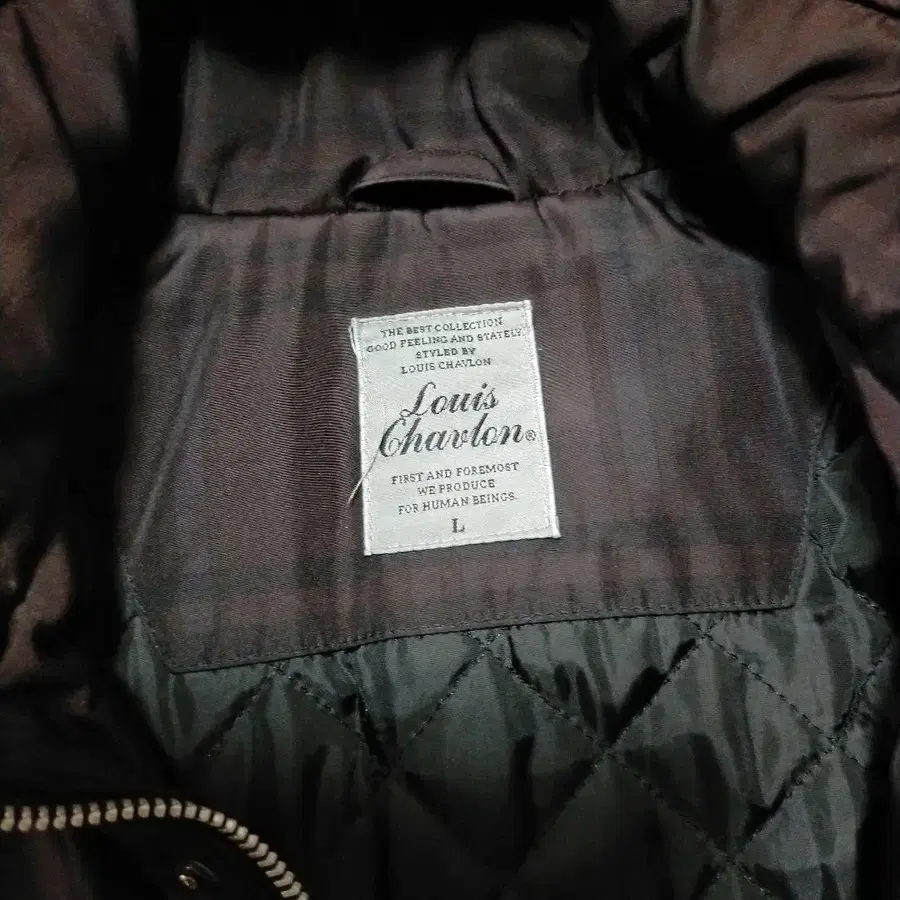 THE BEST COLLECTION
GOOD FEELING AND STATELY
STYLED BY
LOUIS CHAVLON
Louis
Chavlon®
FIRST AND FOREMOST
WE PRODUCE
FOR HUMAN BEINGS.
L